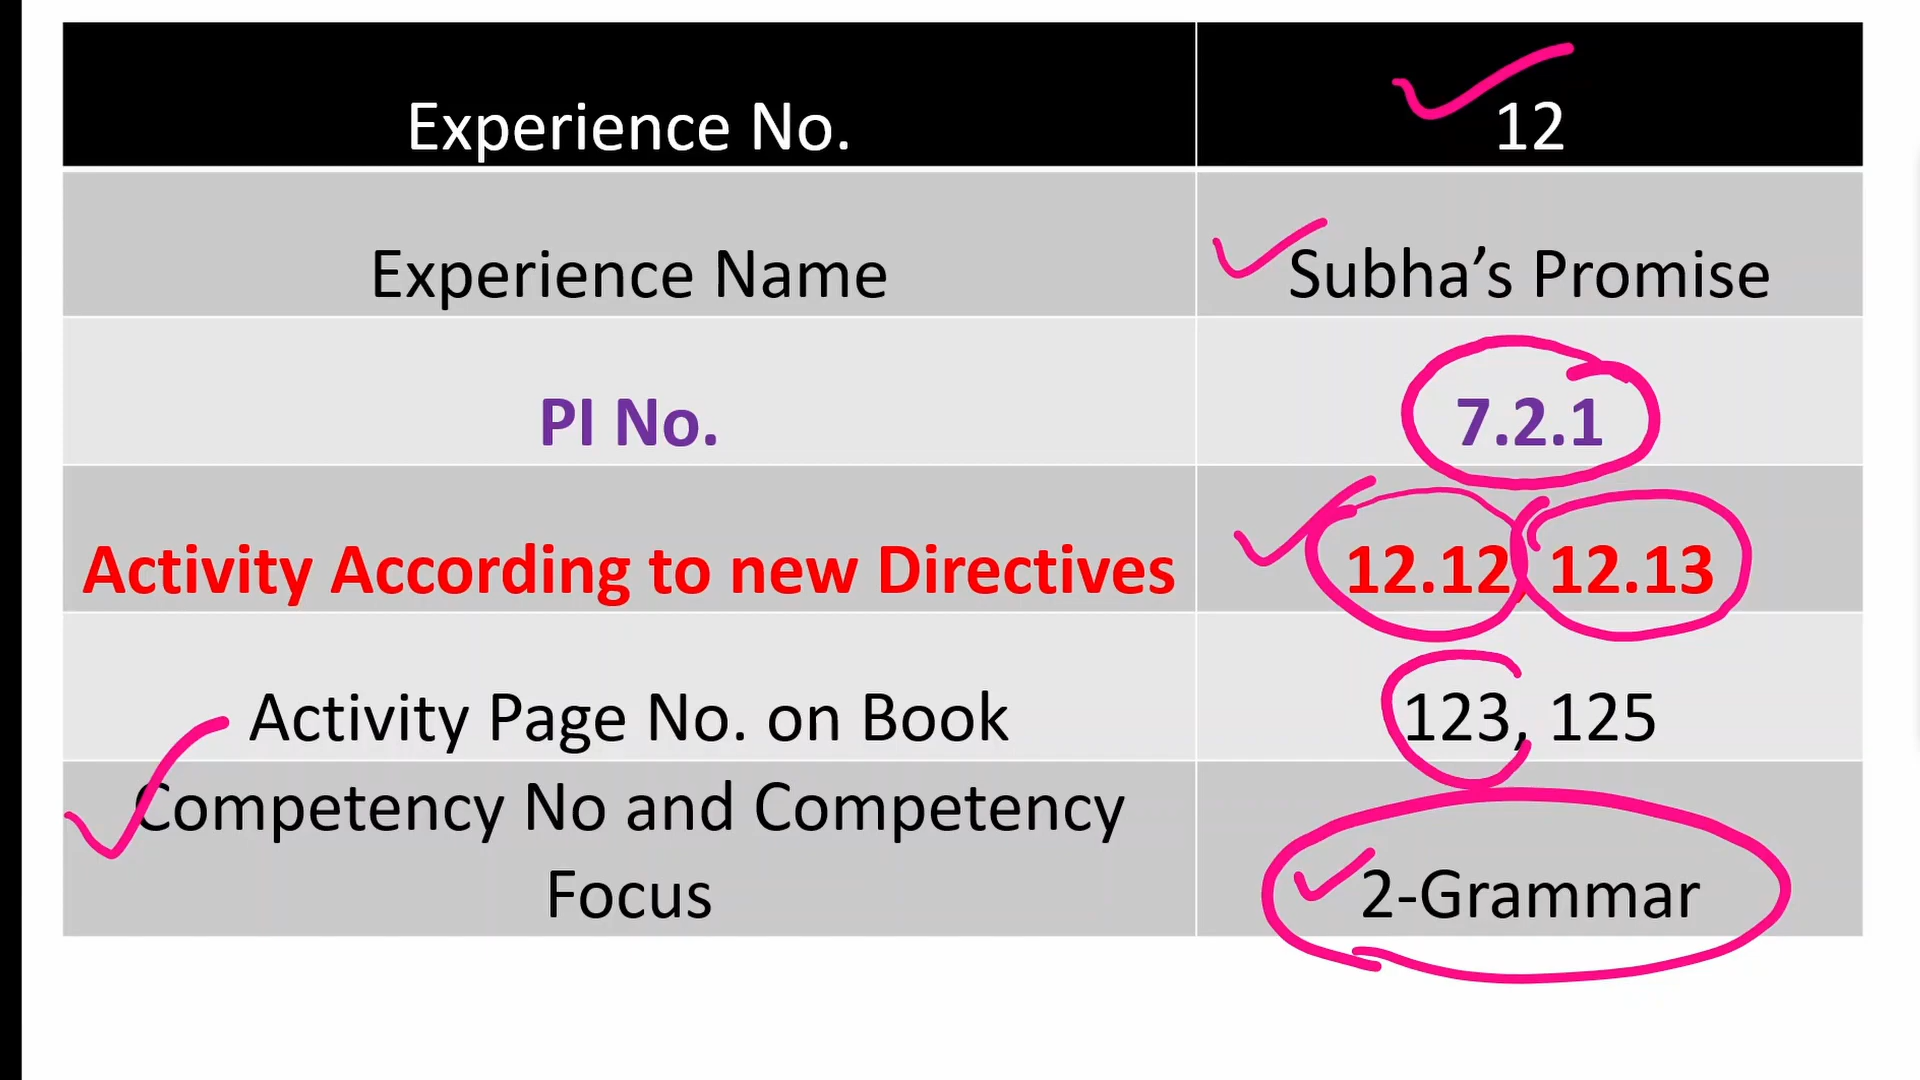 Experience No. 12
Experience Name Subha’s Promise
PI No. 7.2.1
Activity According to new Directives 12.12, 12.13
Activity Page No. on Book 123, 125
Competency No and Competency
Focus 2-Grammar